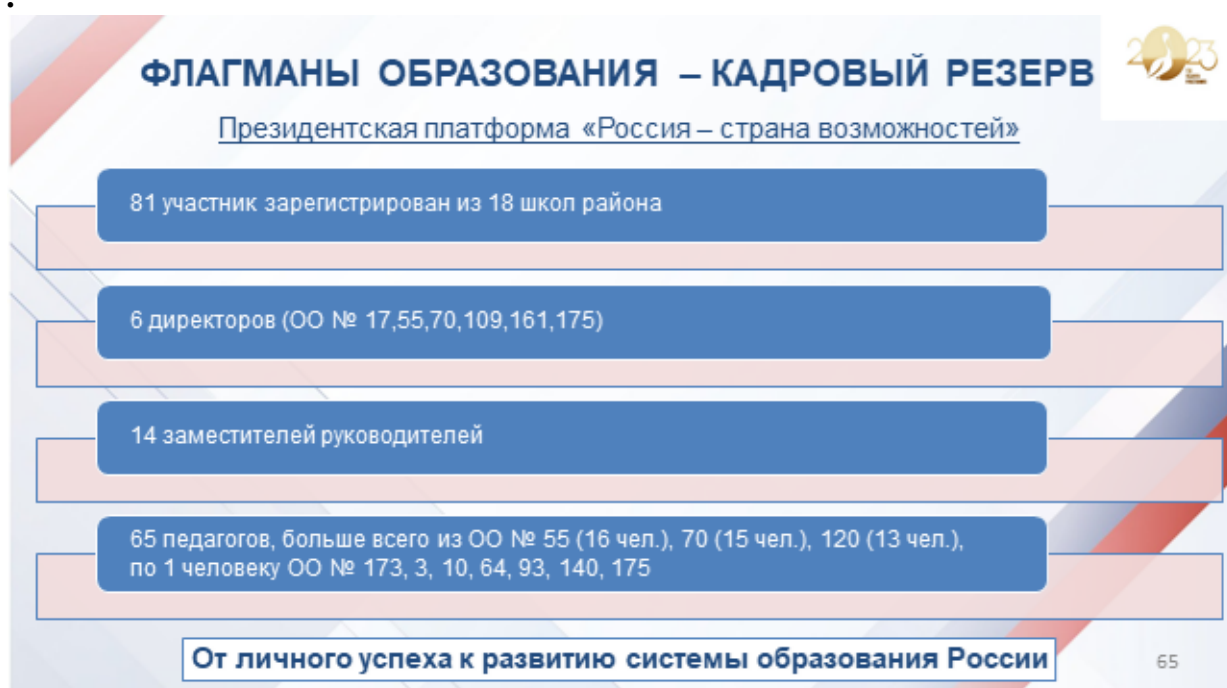 ФЛАГМАНЫ ОБРАЗОВАНИЯ – КАДРОВЫЙ РЕЗЕРВ
2023
Президентская платформа «Россия – страна возможностей»
81 участник зарегистрирован из 18 школ района
6 директоров (ОО № 17,55,70,109,161,175)
14 заместителей руководителей
65 педагогов, больше всего из ОО № 55 (16 чел.), 70 (15 чел.), 120 (13 чел.),
по 1 человеку ОО № 173, 3, 10, 64, 93, 140, 175
От личного успеха к развитию системы образования России
65